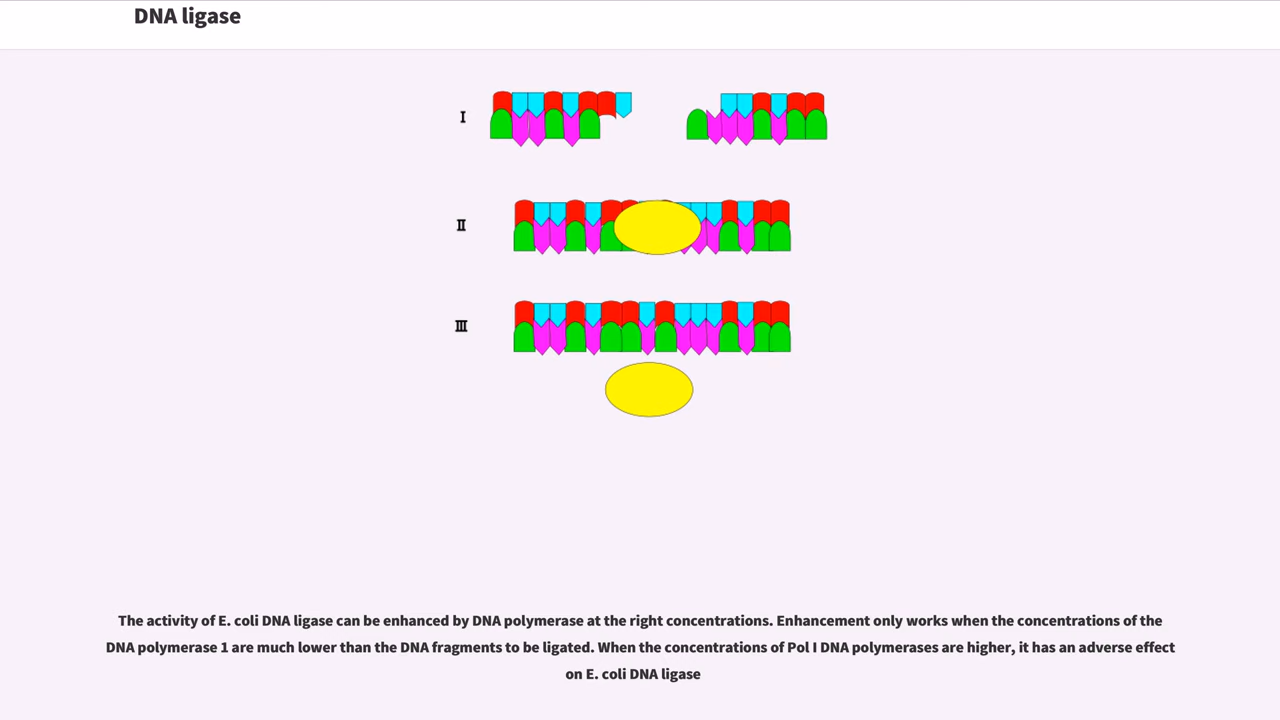 DNA ligase
I
II
III
The activity of E. coli DNA ligase can be enhanced by DNA polymerase at the right concentrations. Enhancement only works when the concentrations of the
DNA polymerase 1 are much lower than the DNA fragments to be ligated. When the concentrations of Pol I DNA polymerases are higher, it has an adverse effect
on E. coli DNA ligase